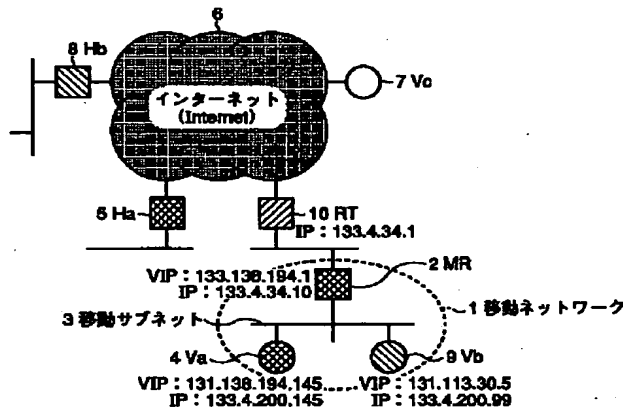 6
8 Hb
インターネット
(Internet)
7 Vc
5 Ha
10 RT
IP：133.4.34.1
VIP：133.138.194.1
IP：133.4.34.10
2 MR
3 移動サブネット
1 移動ネットワーク
4 Va
9 Vb
VIP：131.138.194.145
IP：133.4.200.145
VIP：131.113.30.5
IP：133.4.200.99